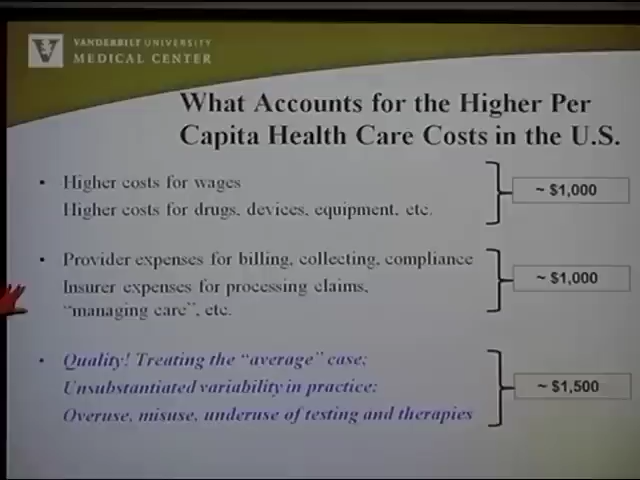 VANDERBILT UNIVERSITY
MEDICAL CENTER
What Accounts for the Higher Per
Capita Health Care Costs in the U.S.
• Higher costs for wages
Higher costs for drugs, devices, equipment, etc.
~ $1,000
• Provider expenses for billing, collecting, compliance
Insurer expenses for processing claims,
"managing care", etc.
~ $1,000
• Quality! Treating the "average" case;
Unsubstantiated variability in practice;
Overuse, misuse, underuse of testing and therapies
~ $1,500